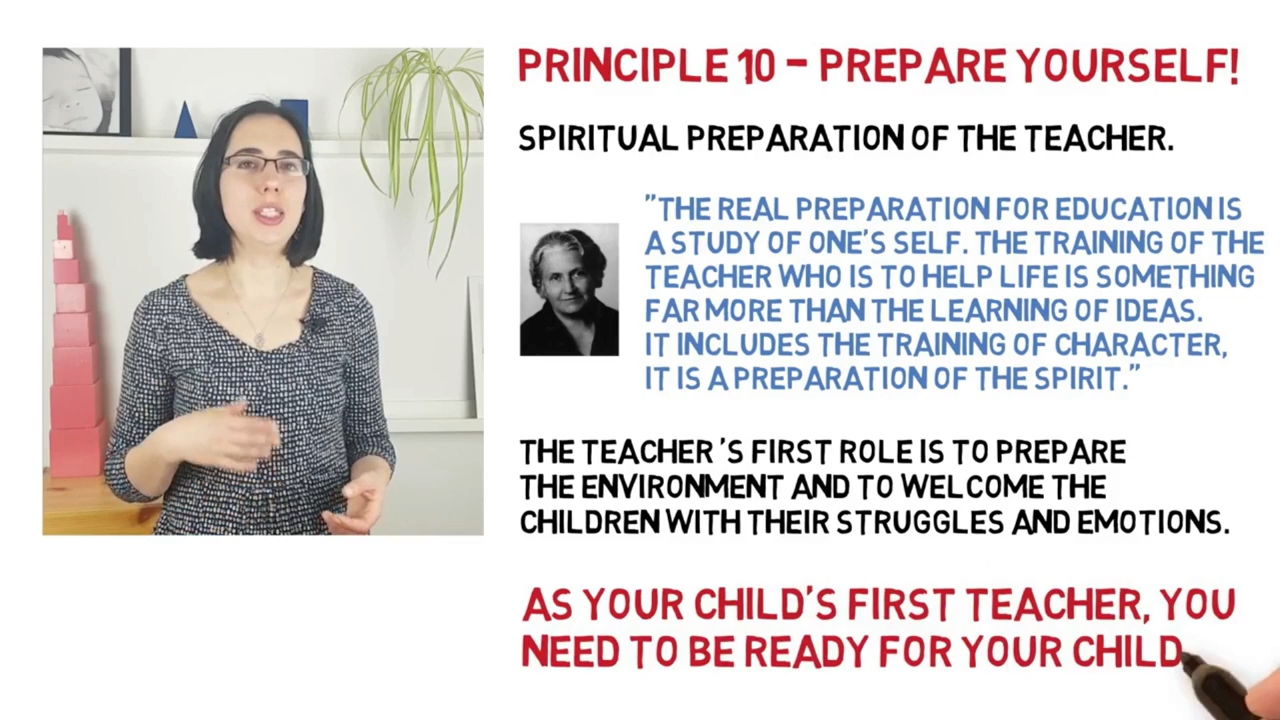 PRINCIPLE 10 - PREPARE YOURSELF!
SPIRITUAL PREPARATION OF THE TEACHER.
"THE REAL PREPARATION FOR EDUCATION IS
A STUDY OF ONE'S SELF. THE TRAINING OF THE
TEACHER WHO IS TO HELP LIFE IS SOMETHING
FAR MORE THAN THE LEARNING OF IDEAS.
IT INCLUDES THE TRAINING OF CHARACTER,
IT IS A PREPARATION OF THE SPIRIT."
THE TEACHER'S FIRST ROLE IS TO PREPARE
THE ENVIRONMENT AND TO WELCOME THE
CHILDREN WITH THEIR STRUGGLES AND EMOTIONS.
AS YOUR CHILD'S FIRST TEACHER, YOU
NEED TO BE READY FOR YOUR CHILD